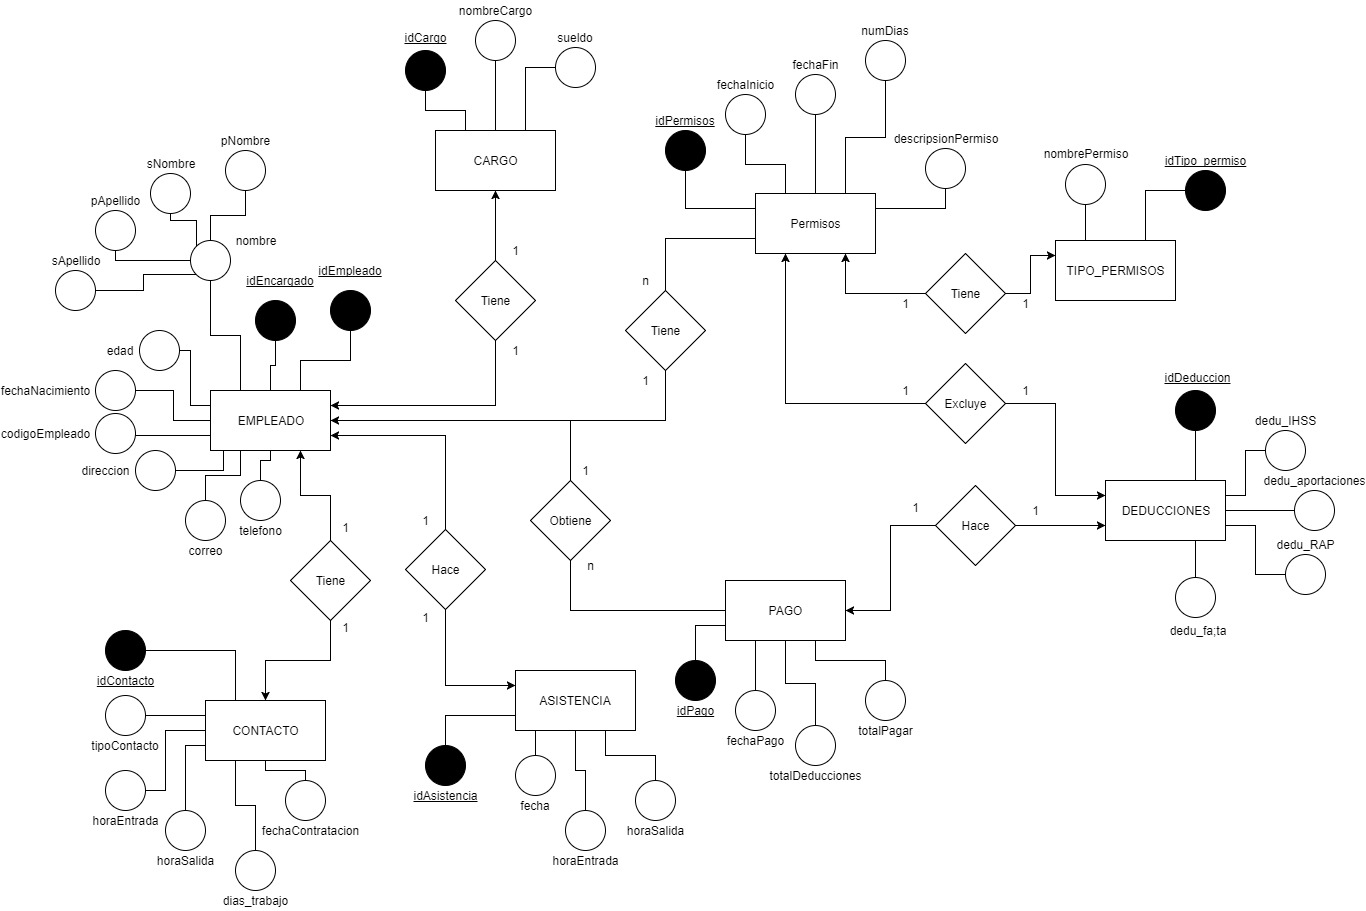 nombreCargo
idCargo
sueldo
CARGO
1
Tiene
1
numDias
fechaFin
fechaInicio
idPermisos
descripsionPermiso
Permisos
nombrePermiso
idTipo_permiso
TIPO_PERMISOS
1
Tiene
1
n
Tiene
1
pNombre
sNombre
pApellido
sApellido
nombre
idEncargado
idEmpleado
edad
fechaNacimiento
codigoEmpleado
direccion
correo
telefono
EMPLEADO
1
Excluye
1
idDeduccion
dedu_IHSS
dedu_aportaciones
dedu_RAP
dedu_fa;ta
DEDUCCIONES
1
Hace
1
1
Obtiene
n
PAGO
idPago
fechaPago
totalDeducciones
totalPagar
1
Hace
1
ASISTENCIA
idAsistencia
fecha
horaEntrada
horaSalida
1
Tiene
1
idContacto
CONTACTO
tipoContacto
horaEntrada
horaSalida
dias_trabajo
fechaContratacion